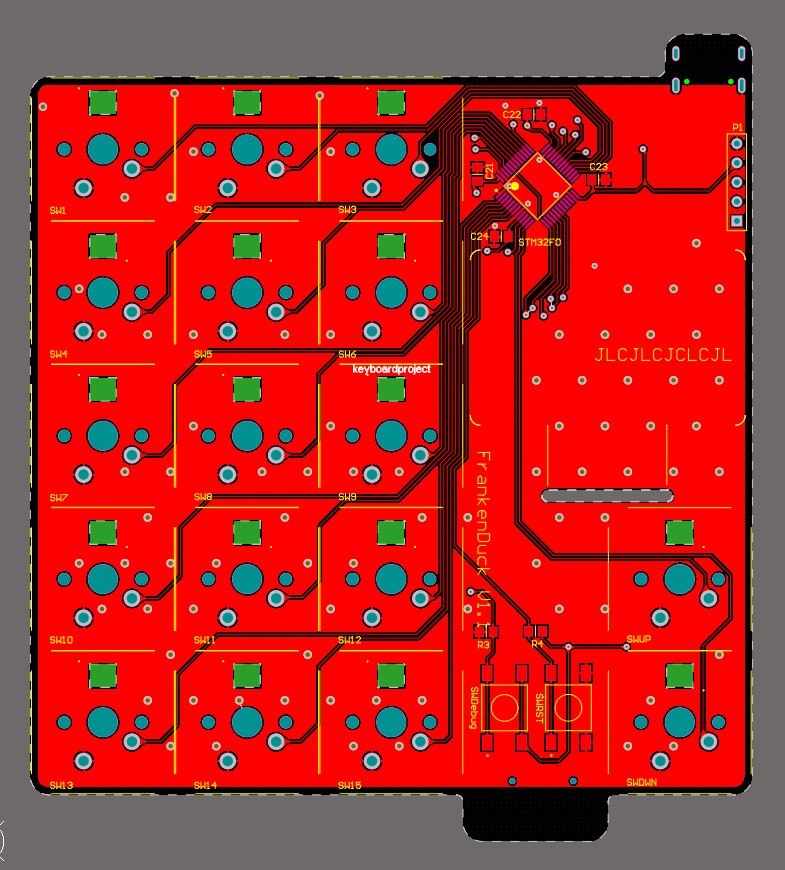 C22
P1
C21
C23
C24
STM32F0
SW1
SW2
SW3
SW4
SW5
SW6
JLCJLCJCLCJL
keyboardproject
SW7
SW8
SW9
FrankenDuck V1.1
SW10
SW11
SW12
R3
R4
SWUP
SWDebug
SWRST
SW13
SW14
SW15
SWDWN